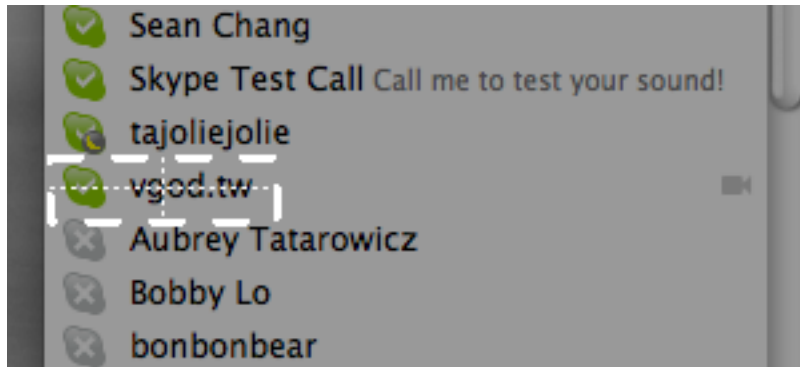 Sean Chang
Skype Test Call Call me to test your sound!
tajoliejolie
vgod.tw
Aubrey Tatarowicz
Bobby Lo
bonbonbear